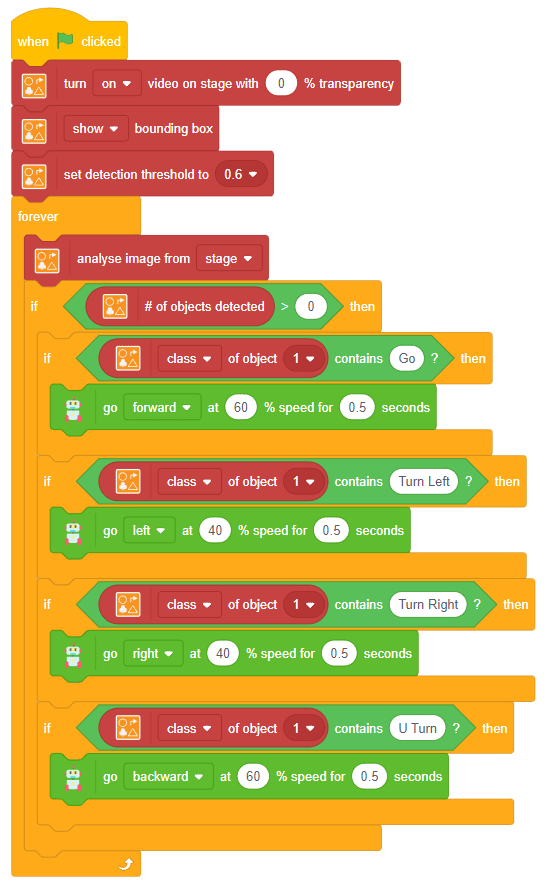 when clicked
turn on video on stage with 0 % transparency
show bounding box
set detection threshold to 0.6
forever
analyse image from stage
if # of objects detected > 0 then
if class of object 1 contains Go ? then
go forward at 60 % speed for 0.5 seconds
if class of object 1 contains Turn Left ? then
go left at 40 % speed for 0.5 seconds
if class of object 1 contains Turn Right ? then
go right at 40 % speed for 0.5 seconds
if class of object 1 contains U Turn ? then
go backward at 60 % speed for 0.5 seconds